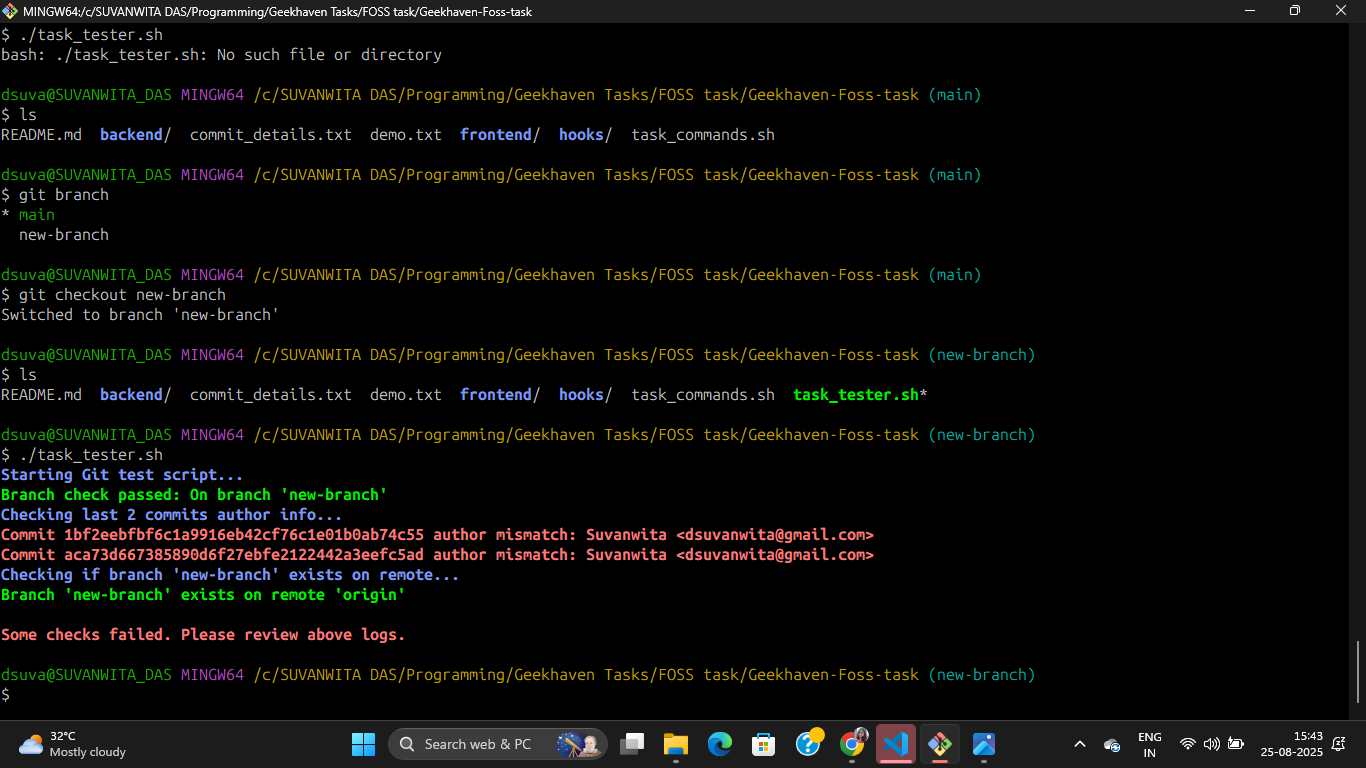 MINGW64:/c/SUVANWITA DAS/Programming/Geekhaven Tasks/FOSS task/Geekhaven-Foss-task
$ ./task_tester.sh
bash: ./task_tester.sh: No such file or directory
dsuva@SUVANWITA_DAS MINGW64 /c/SUVANWITA DAS/Programming/Geekhaven Tasks/FOSS task/Geekhaven-Foss-task (main)
$ ls
README.md  backend/  commit_details.txt  demo.txt  frontend/  hooks/  task_commands.sh
dsuva@SUVANWITA_DAS MINGW64 /c/SUVANWITA DAS/Programming/Geekhaven Tasks/FOSS task/Geekhaven-Foss-task (main)
$ git branch
* main
  new-branch
dsuva@SUVANWITA_DAS MINGW64 /c/SUVANWITA DAS/Programming/Geekhaven Tasks/FOSS task/Geekhaven-Foss-task (main)
$ git checkout new-branch
Switched to branch 'new-branch'
dsuva@SUVANWITA_DAS MINGW64 /c/SUVANWITA DAS/Programming/Geekhaven Tasks/FOSS task/Geekhaven-Foss-task (new-branch)
$ ls
README.md  backend/  commit_details.txt  demo.txt  frontend/  hooks/  task_commands.sh  task_tester.sh*
dsuva@SUVANWITA_DAS MINGW64 /c/SUVANWITA DAS/Programming/Geekhaven Tasks/FOSS task/Geekhaven-Foss-task (new-branch)
$ ./task_tester.sh
Starting Git test script...
Branch check passed: On branch 'new-branch'
Checking last 2 commits author info...
Commit 1bf2eebfbf6c1a9916eb42cf76c1e01b0ab74c55 author mismatch: Suvanwita <dsuvanwita@gmail.com>
Commit aca73d667385890d6f27ebfe2122442a3eefc5ad author mismatch: Suvanwita <dsuvanwita@gmail.com>
Checking if branch 'new-branch' exists on remote...
Branch 'new-branch' exists on remote 'origin'
Some checks failed. Please review above logs.
dsuva@SUVANWITA_DAS MINGW64 /c/SUVANWITA DAS/Programming/Geekhaven Tasks/FOSS task/Geekhaven-Foss-task (new-branch)
$
32°C
Mostly cloudy
Search web & PC
ENG
IN
15:43
25-08-2025